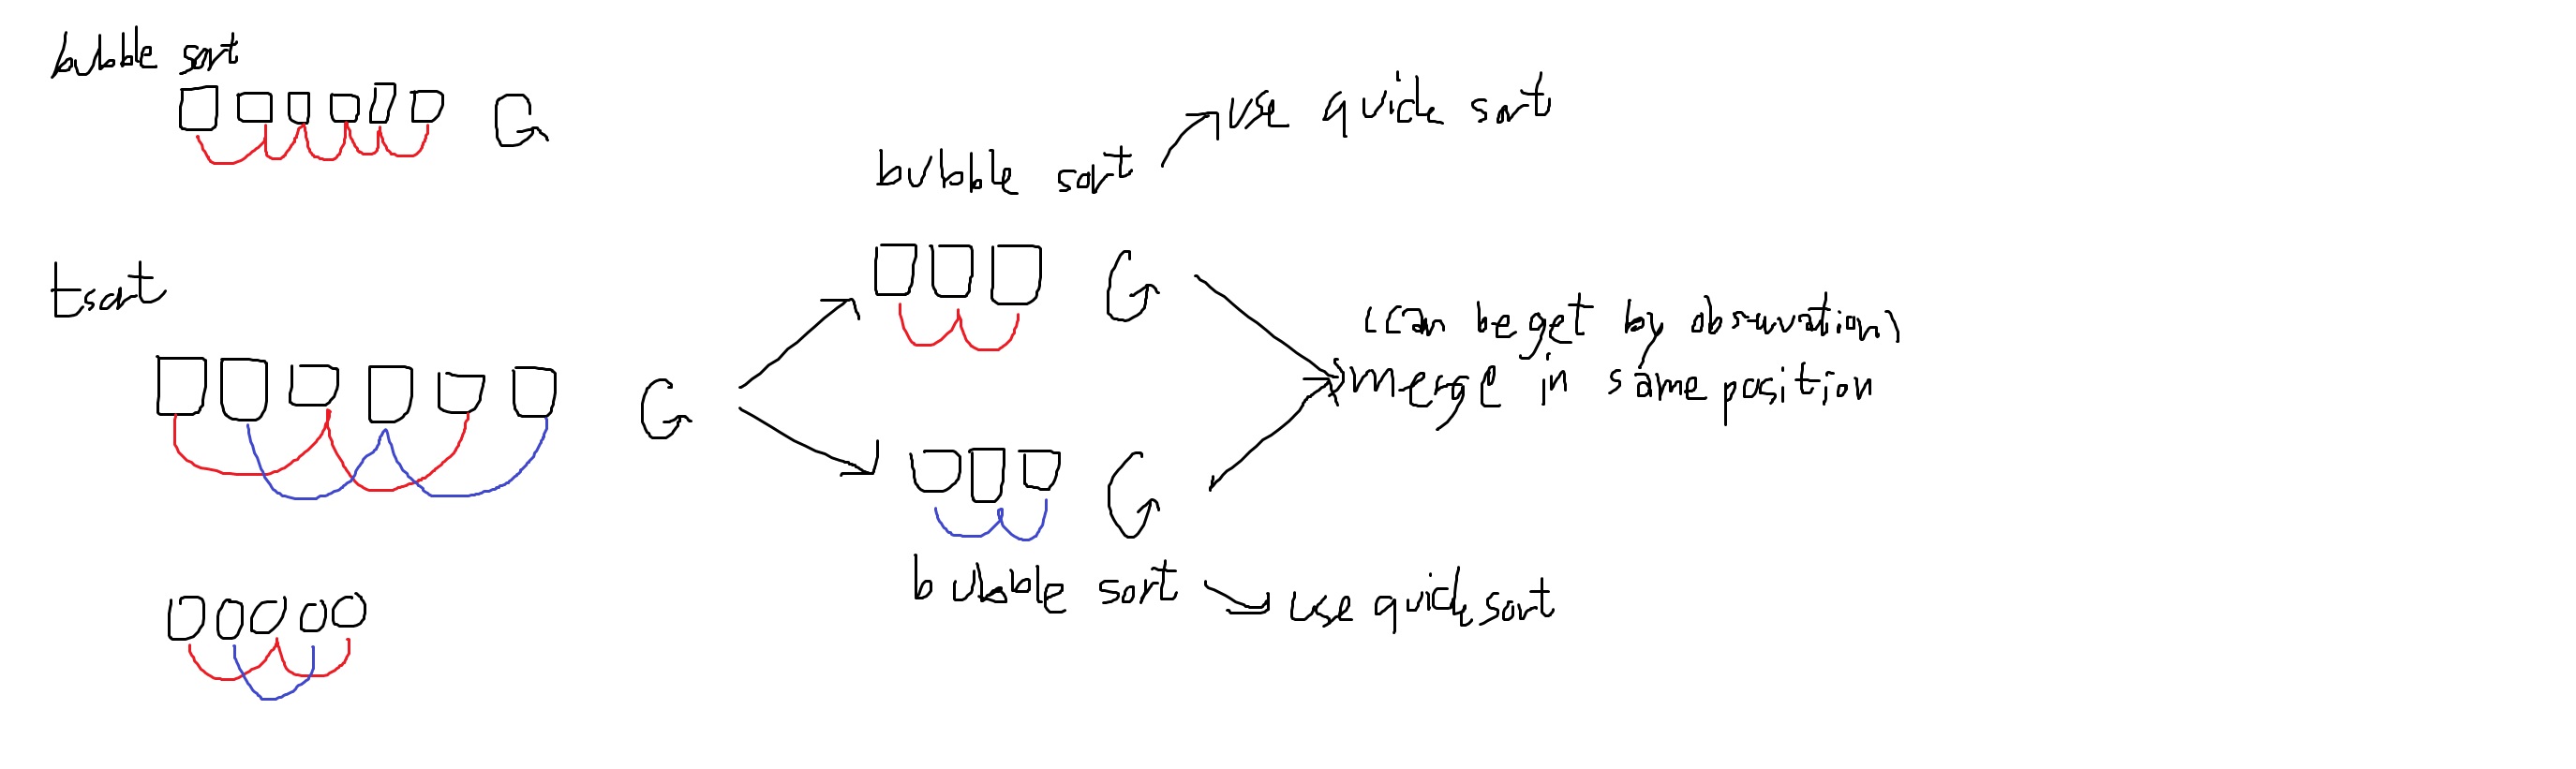 bubble sort
use quick sort
bubble sort
tsort
(can be get by observation)
merge in same position
bubble sort
use quick sort